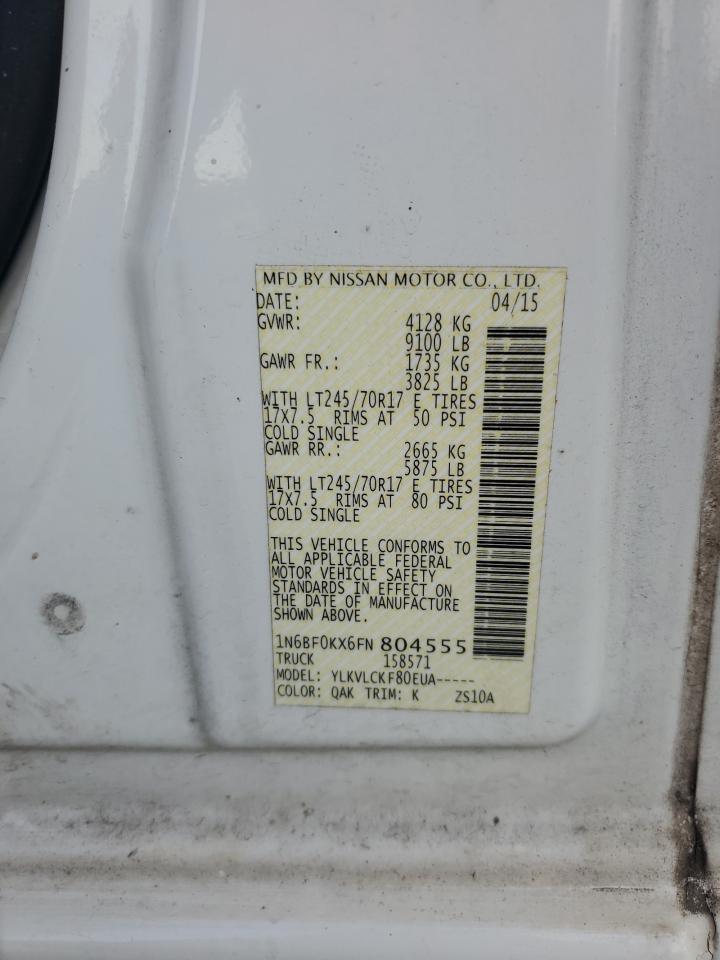 MFD BY NISSAN MOTOR CO., LTD.
DATE: 04/15
GVWR: 4128 KG
9100 LB
GAWR FR.: 1735 KG
3825 LB
WITH LT245/70R17 E TIRES
17X7.5 RIMS AT 50 PSI
COLD SINGLE
GAWR RR.: 2665 KG
5875 LB
WITH LT245/70R17 E TIRES
17X7.5 RIMS AT 80 PSI
COLD SINGLE
THIS VEHICLE CONFORMS TO
ALL APPLICABLE FEDERAL
MOTOR VEHICLE SAFETY
STANDARDS IN EFFECT ON
THE DATE OF MANUFACTURE
SHOWN ABOVE.
1N6BF0KX6FN 804555
TRUCK 158571
MODEL: YLKVLCKF80EUA-----
COLOR: QAK TRIM: K ZS10A